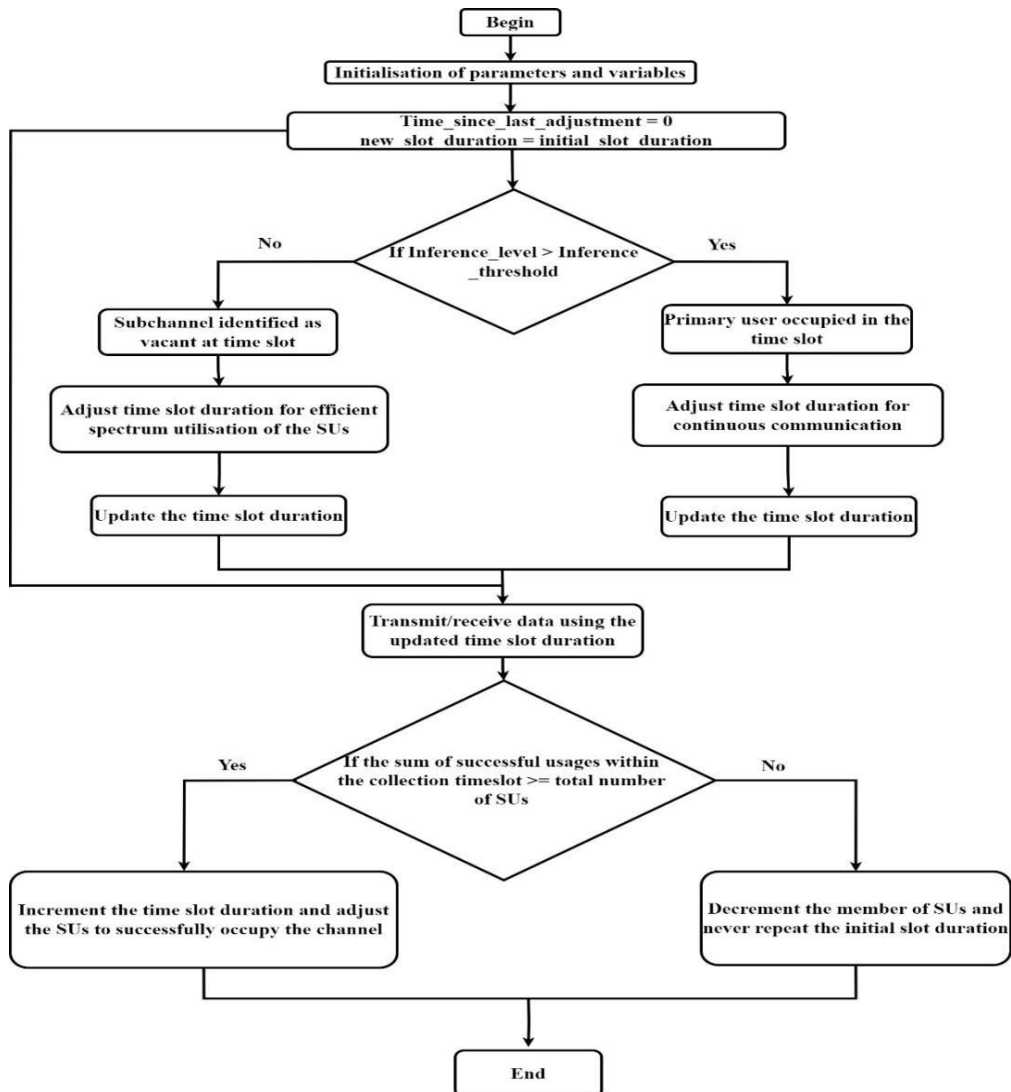 Begin
Initialisation of parameters and variables
Time_since_last_adjustment = 0
new_slot_duration = initial_slot_duration
If Inference_level > Inference
_threshold
No
Yes
Subchannel identified as
vacant at time slot
Primary user occupied in the
time slot
Adjust time slot duration for efficient
spectrum utilisation of the SUs
Adjust time slot duration for
continuous communication
Update the time slot duration
Update the time slot duration
Transmit/receive data using the
updated time slot duration
If the sum of successful usages within
the collection timeslot >= total number
of SUs
Yes
No
Increment the time slot duration and adjust
the SUs to successfully occupy the channel
Decrement the member of SUs and
never repeat the initial slot duration
End